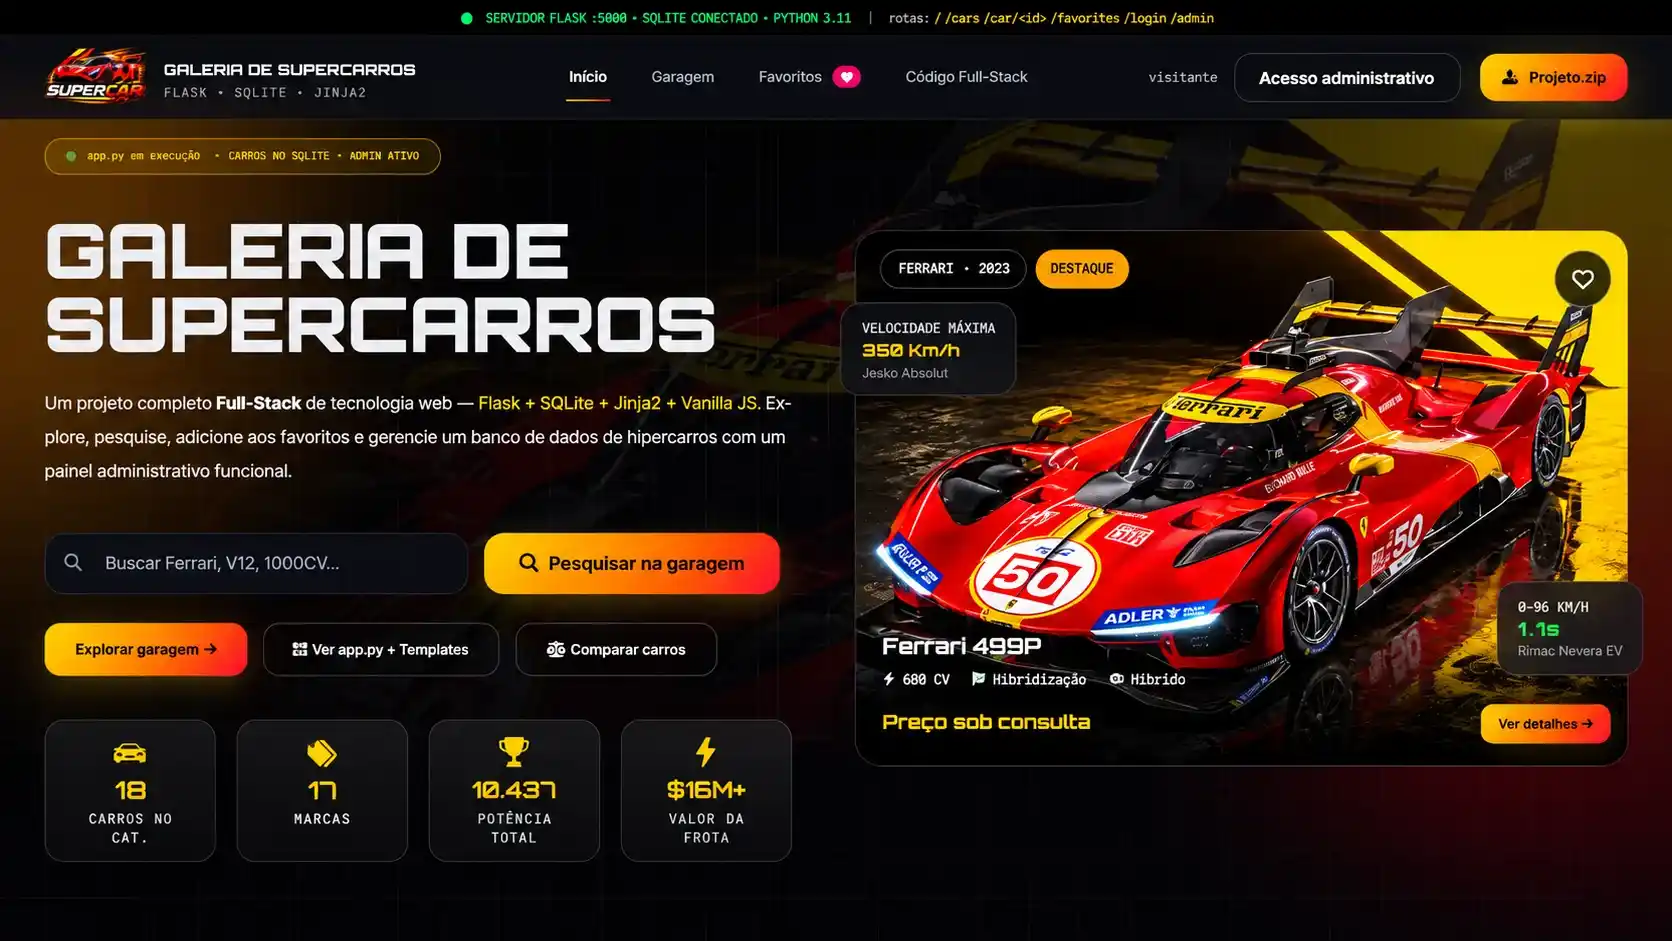 SERVIDOR FLASK :5000 • SQLITE CONECTADO • PYTHON 3.11 | rotas: / /cars /car/<id> /favorites /login /admin
SUPERCAR
GALERIA DE SUPERCARROS
FLASK • SQLITE • JINJA2
Início
Garagem
Favoritos
Código Full-Stack
visitante
Acesso administrativo
Projeto.zip
app.py em execução • CARROS NO SQLITE • ADMIN ATIVO
GALERIA DE
SUPERCARROS
Um projeto completo Full-Stack de tecnologia web — Flask + SQLite + Jinja2 + Vanilla JS. Ex-
plore, pesquise, adicione aos favoritos e gerencie um banco de dados de hipercarros com um
painel administrativo funcional.
Buscar Ferrari, V12, 1000CV...
Pesquisar na garagem
Explorar garagem →
Ver app.py + Templates
Comparar carros
18
CARROS NO
CAT.
17
MARCAS
10.437
POTÊNCIA
TOTAL
$16M+
VALOR DA
FROTA
FERRARI • 2023
DESTAQUE
VELOCIDADE MÁXIMA
350 Km/h
Jesko Absolut
Ferrari
RICHARD MILLE
50
50
ADLER
0-96 KM/H
1.1s
Rimac Nevera EV
Ferrari 499P
680 CV
Hibridização
Híbrido
Preço sob consulta
Ver detalhes →